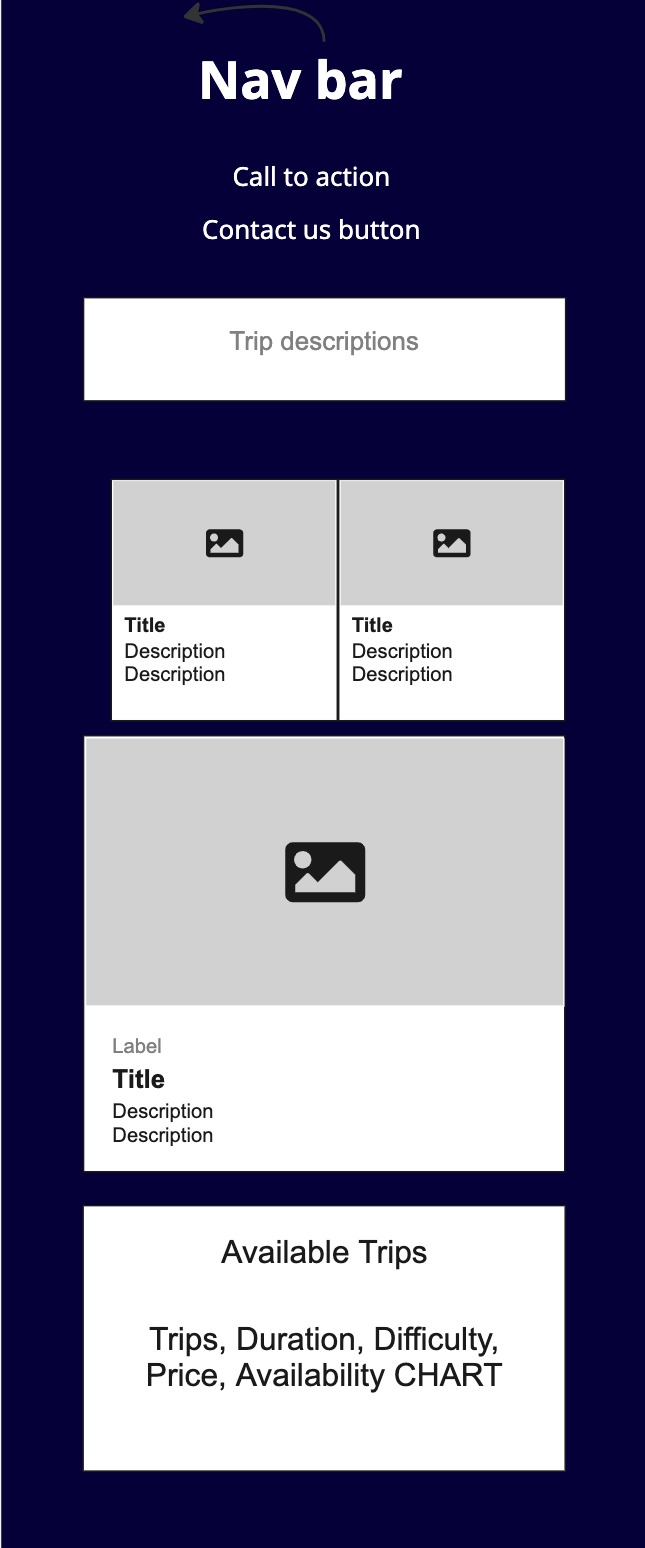 Nav bar
Call to action
Contact us button
Trip descriptions
Title
Description
Description
Title
Description
Description
Label
Title
Description
Description
Available Trips
Trips, Duration, Difficulty,
Price, Availability CHART